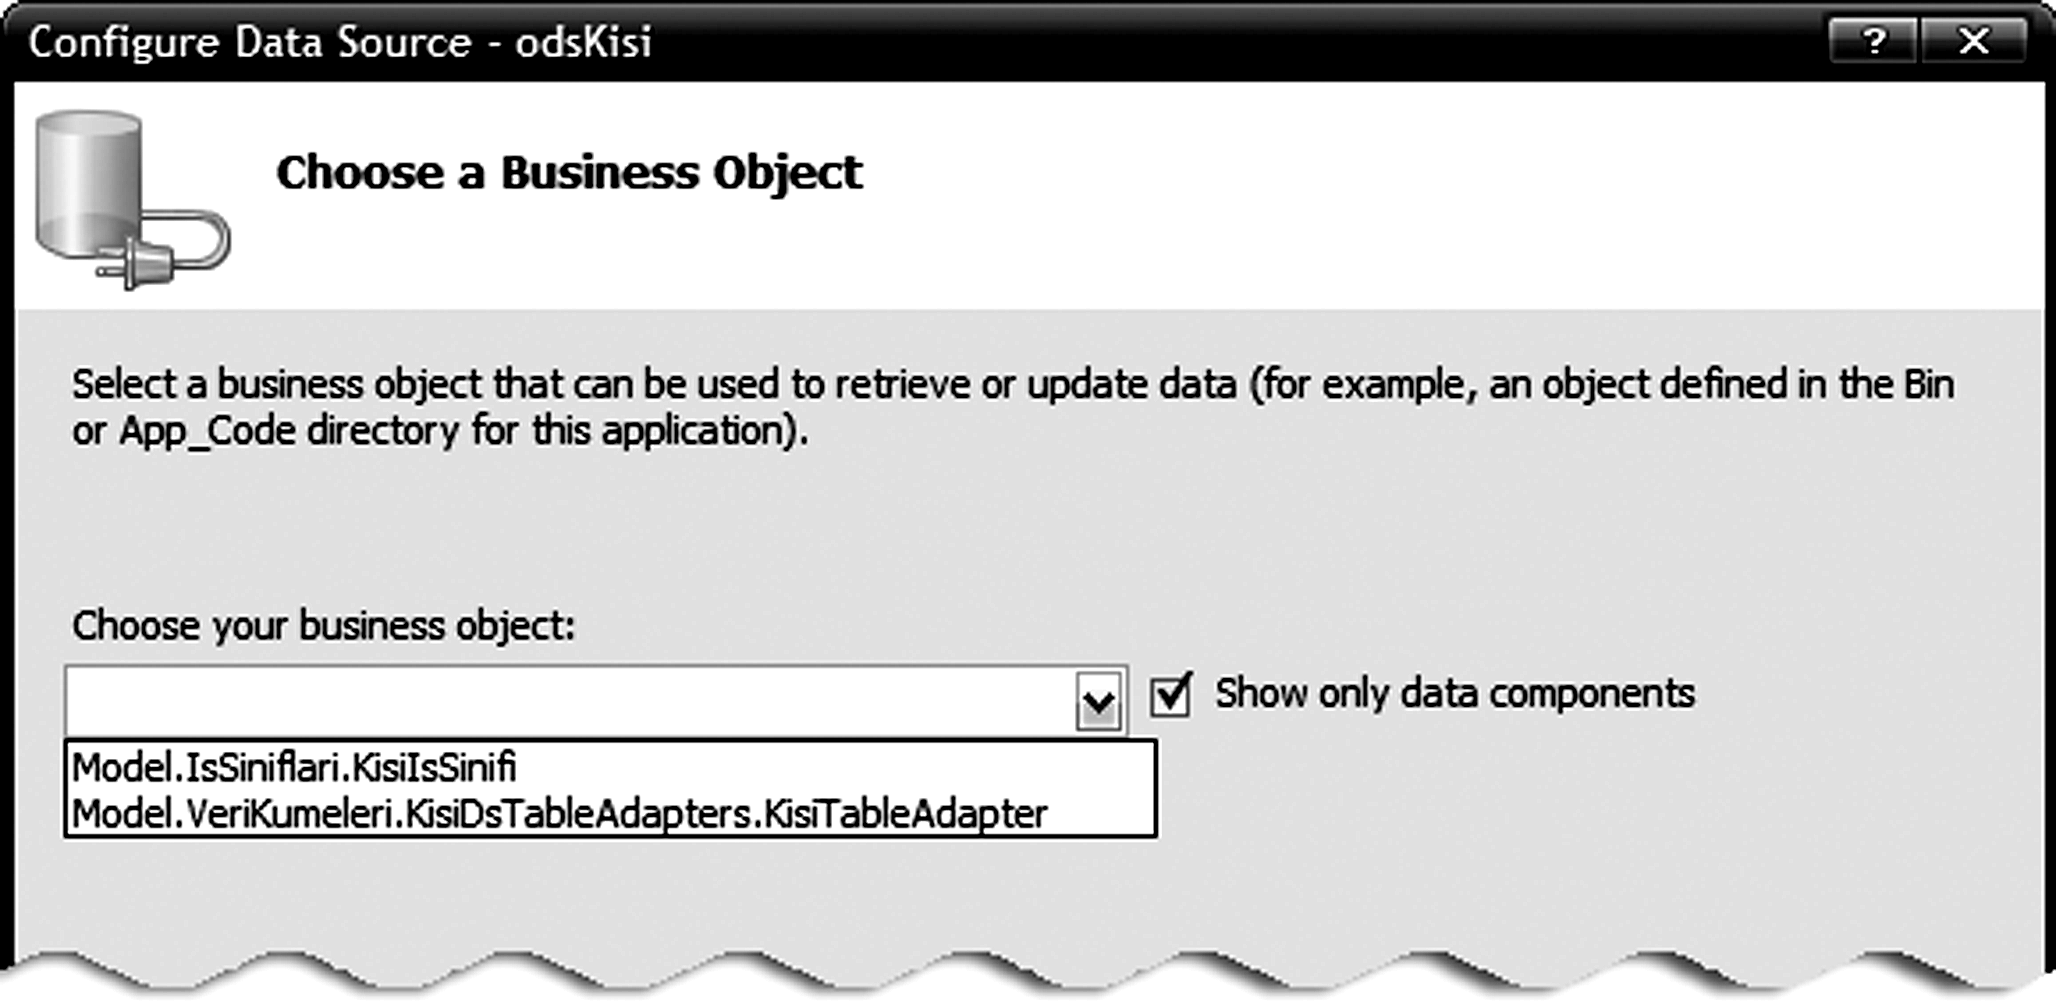 Configure Data Source - odsKisi
? X
Choose a Business Object
Select a business object that can be used to retrieve or update data (for example, an object defined in the Bin
or App_Code directory for this application).
Choose your business object:
Show only data components
Model.IsSiniflari.KisiIsSinifi
Model.VeriKumeleri.KisiDsTableAdapters.KisiTableAdapter